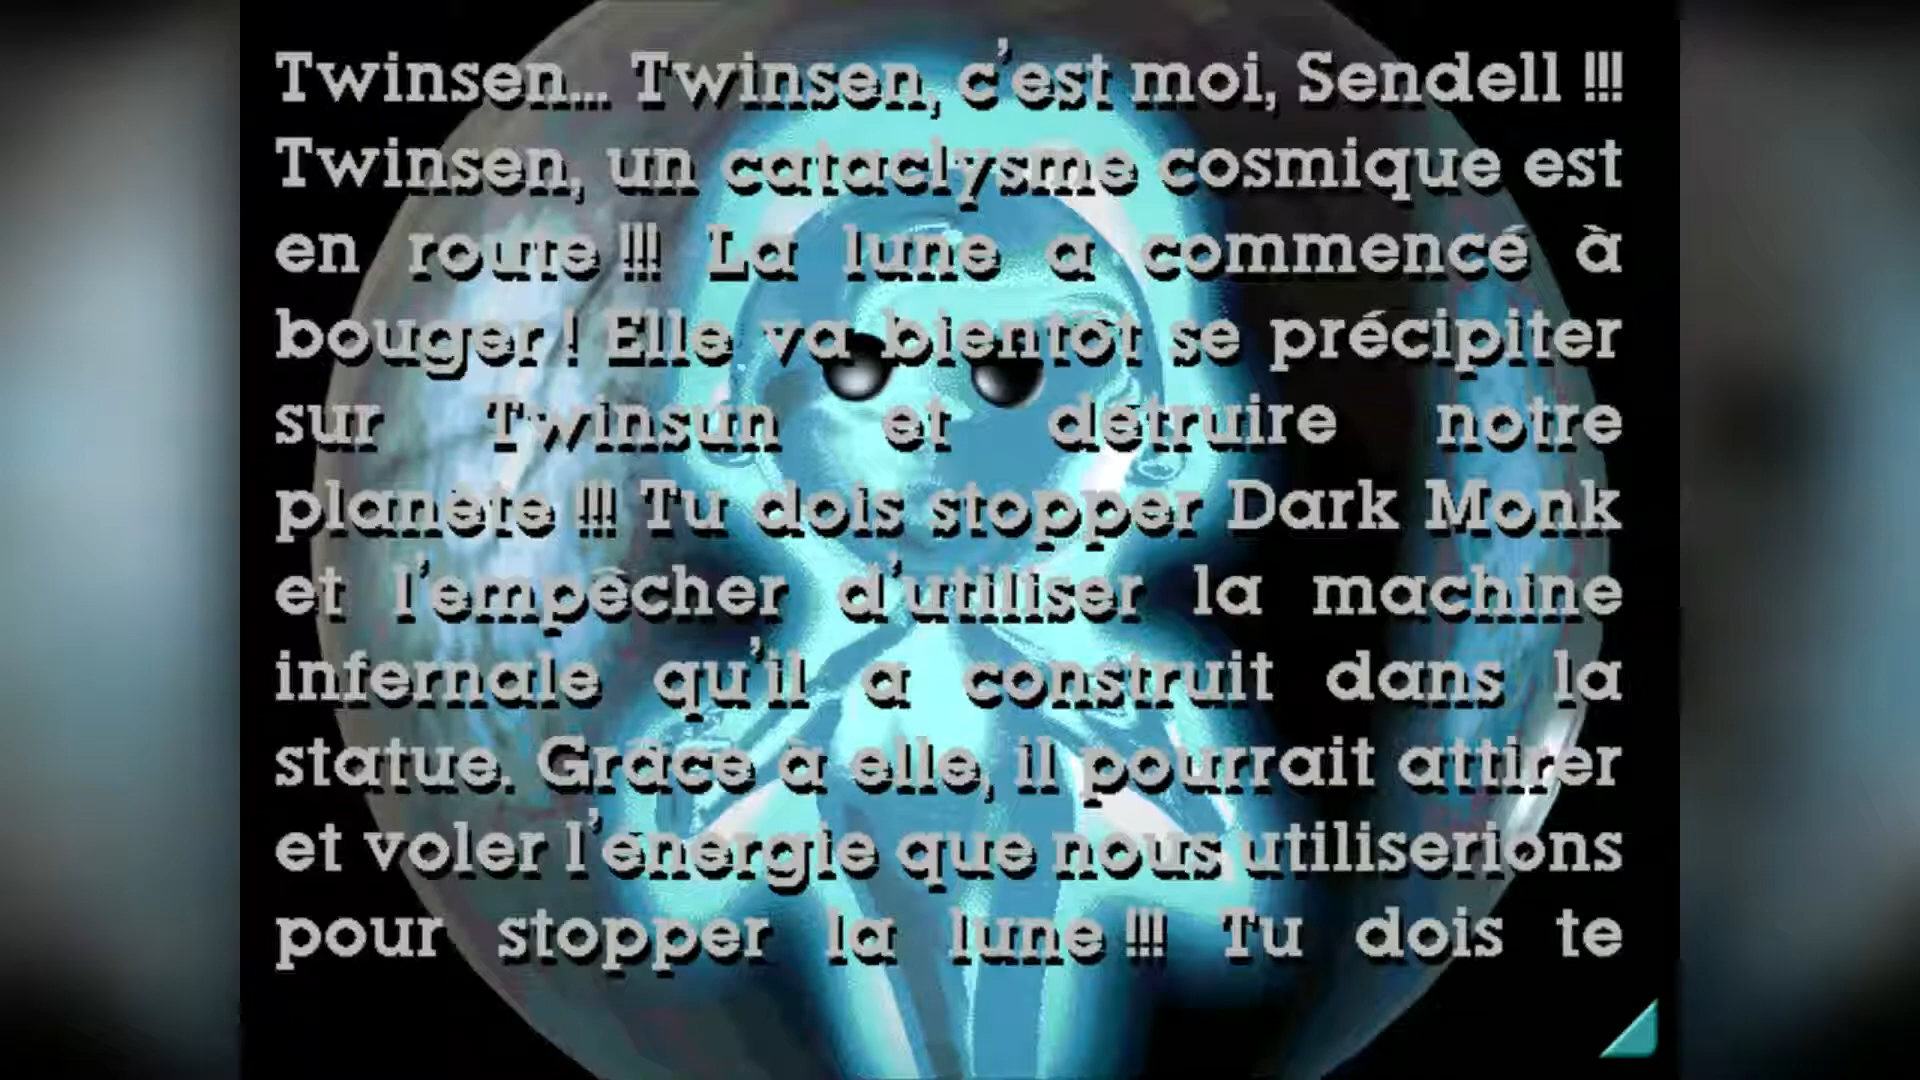 Twinsen... Twinsen, c'est moi, Sendell !!!
Twinsen, un cataclysme cosmique est
en route !!! La lune a commencé à
bouger ! Elle va bientôt se précipiter
sur Twinsun et détruire notre
planète !!! Tu dois stopper Dark Monk
et l'empêcher d'utiliser la machine
infernale qu'il a construit dans la
statue. Grâce à elle, il pourrait attirer
et voler l'énergie que nous utiliserions
pour stopper la lune !!! Tu dois te